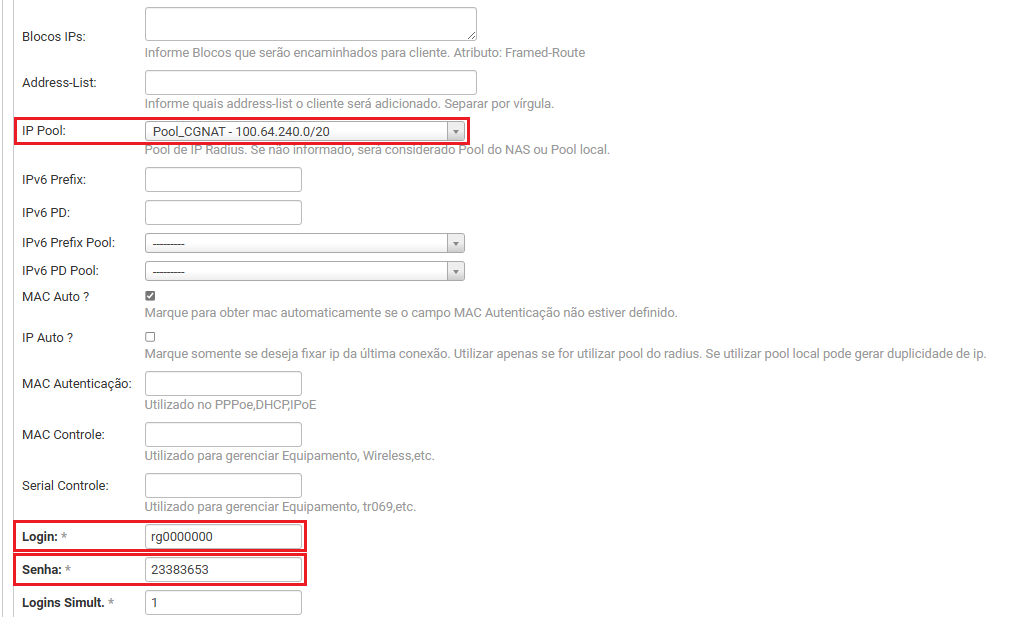 Blocos IPs:
Informe Blocos que serão encaminhados para cliente. Atributo: Framed-Route
Address-List:
Informe quais address-list o cliente será adicionado. Separar por vírgula.
IP Pool: Pool_CGNAT - 100.64.240.0/20
Pool de IP Radius. Se não informado, será considerado Pool do NAS ou Pool local.
IPv6 Prefix:
IPv6 PD:
IPv6 Prefix Pool: ---------
IPv6 PD Pool: ---------
MAC Auto ?
Marque para obter mac automaticamente se o campo MAC Autenticação não estiver definido.
IP Auto ?
Marque somente se deseja fixar ip da última conexão. Utilizar apenas se for utilizar pool do radius. Se utilizar pool local pode gerar duplicidade de ip.
MAC Autenticação:
Utilizado no PPPoe,DHCP,IPoE
MAC Controle:
Utilizado para gerenciar Equipamento, Wireless,etc.
Serial Controle:
Utilizado para gerenciar Equipamento, tr069,etc.
Login: * rg0000000
Senha: * 23383653
Logins Simult. * 1